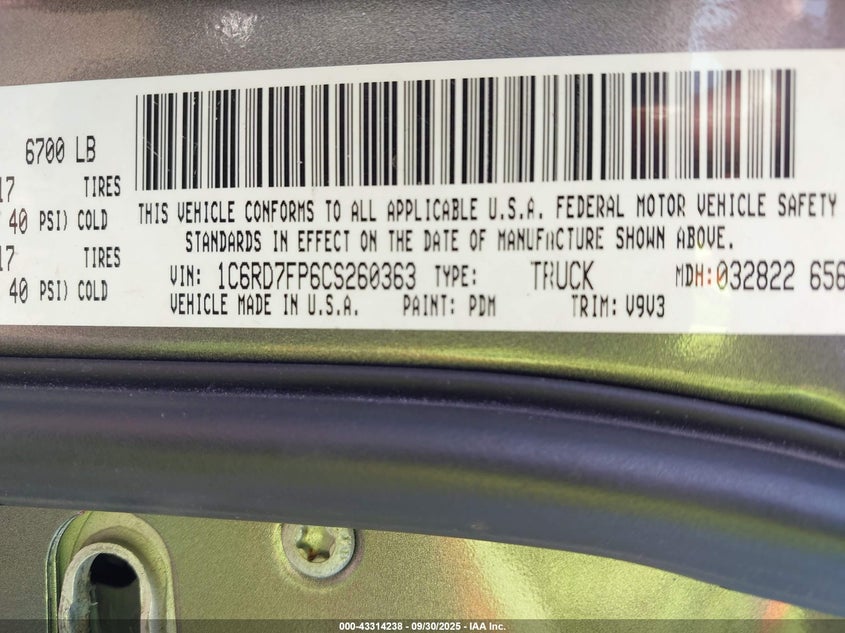 6700 LB
17 TIRES
40 PSI) COLD
17 TIRES
40 PSI) COLD
THIS VEHICLE CONFORMS TO ALL APPLICABLE U.S.A. FEDERAL MOTOR VEHICLE SAFETY
STANDARDS IN EFFECT ON THE DATE OF MANUFACTURE SHOWN ABOVE.
VIN: 1C6RD7FP6CS260363 TYPE: TRUCK MDH:032822 656
VEHICLE MADE IN U.S.A. PAINT: PDM TRIM: V9V3
000-43314238 - 09/30/2025 - IAA Inc.